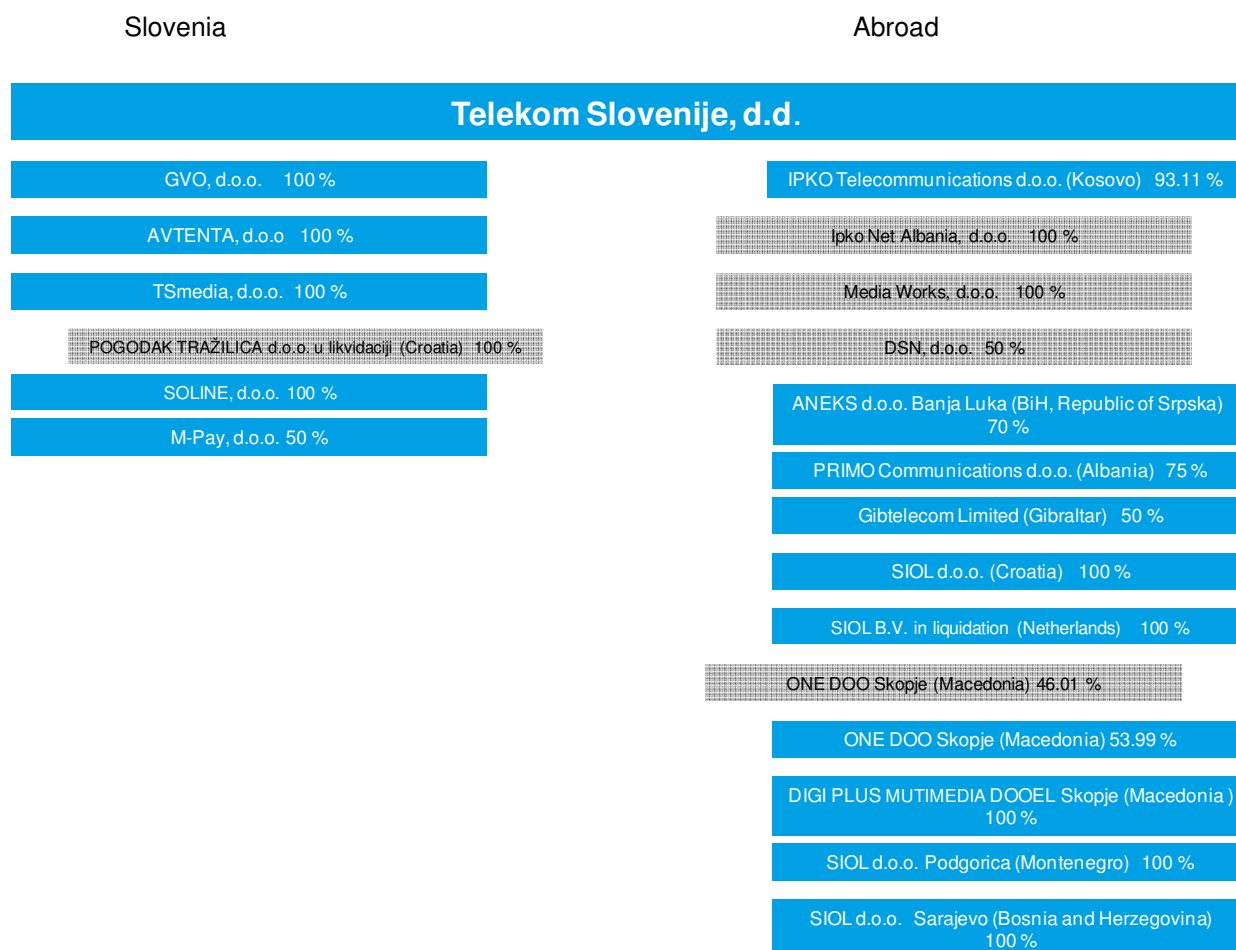 Slovenia
Abroad
Telekom Slovenije, d.d.
GVO, d.o.o. 100 %
AVTENTA, d.o.o 100 %
TSmedia, d.o.o. 100 %
POGODAK TRAŽILICA d.o.o. u likvidaciji (Croatia) 100 %
SOLINE, d.o.o. 100 %
M-Pay, d.o.o. 50 %
IPKO Telecommunications d.o.o. (Kosovo) 93.11 %
Ipko Net Albania, d.o.o. 100 %
Media Works, d.o.o. 100 %
DSN, d.o.o. 50 %
ANEKS d.o.o. Banja Luka (BiH, Republic of Srpska)
70 %
PRIMO Communications d.o.o. (Albania) 75 %
Gibtelecom Limited (Gibraltar) 50 %
SIOL d.o.o. (Croatia) 100 %
SIOL B.V. in liquidation (Netherlands) 100 %
ONE DOO Skopje (Macedonia) 46.01 %
ONE DOO Skopje (Macedonia) 53.99 %
DIGI PLUS MUTIMEDIA DOOEL Skopje (Macedonia )
100 %
SIOL d.o.o. Podgorica (Montenegro) 100 %
SIOL d.o.o. Sarajevo (Bosnia and Herzegovina)
100 %